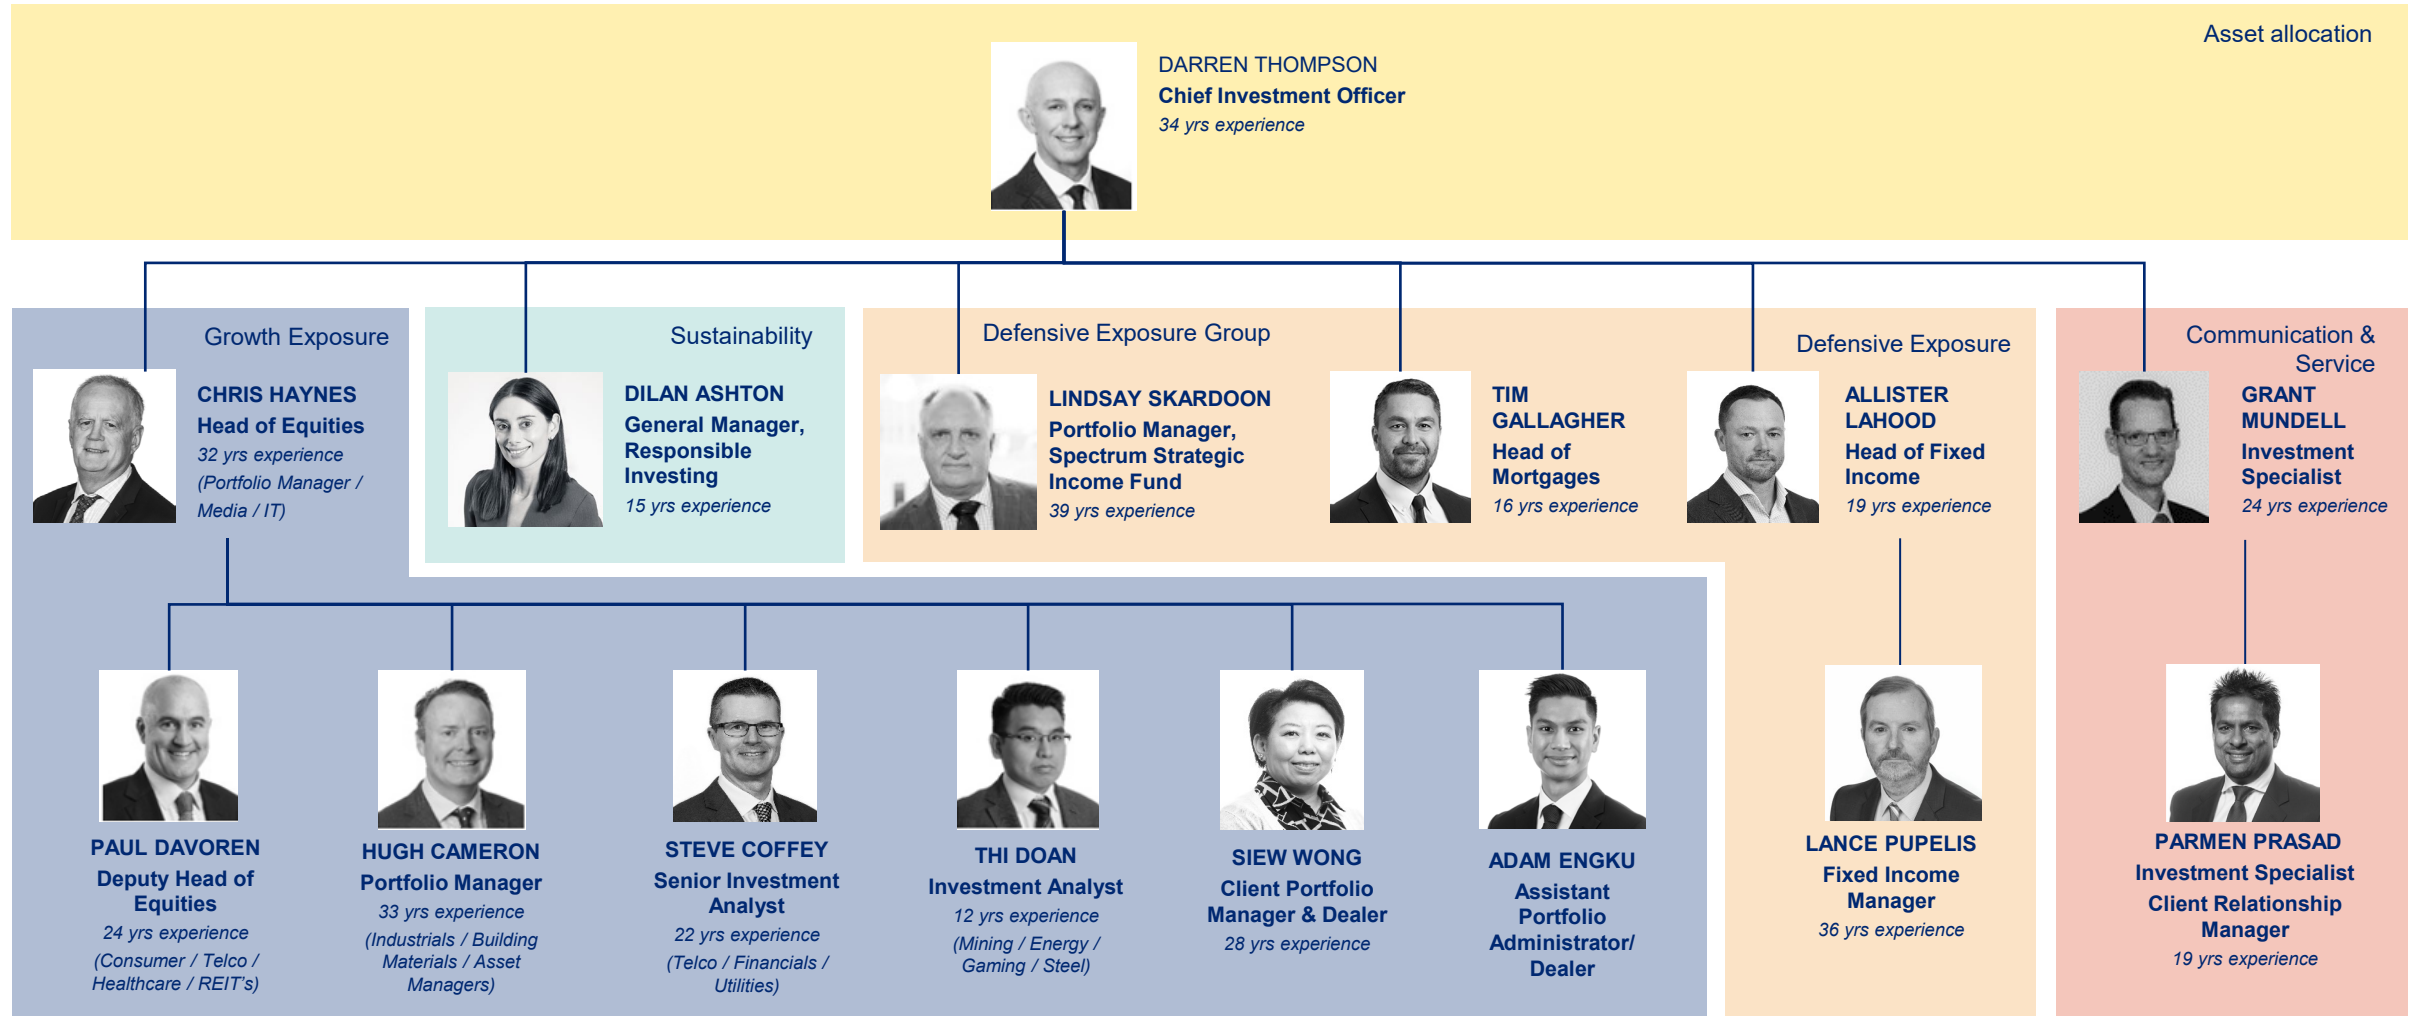 Asset allocation
DARREN THOMPSON
Chief Investment Officer
34 yrs experience
Growth Exposure
CHRIS HAYNES
Head of Equities
32 yrs experience
(Portfolio Manager /
Media / IT)
Sustainability
DILAN ASHTON
General Manager,
Responsible
Investing
15 yrs experience
Defensive Exposure Group
LINDSAY SKARDOON
Portfolio Manager,
Spectrum Strategic
Income Fund
39 yrs experience
TIM
GALLAGHER
Head of
Mortgages
16 yrs experience
Defensive Exposure
ALLISTER
LAHOOD
Head of Fixed
Income
19 yrs experience
Communication &
Service
GRANT
MUNDELL
Investment
Specialist
24 yrs experience
PAUL DAVOREN
Deputy Head of
Equities
24 yrs experience
(Consumer / Telco /
Healthcare / REIT's)
HUGH CAMERON
Portfolio Manager
33 yrs experience
(Industrials / Building
Materials / Asset
Managers)
STEVE COFFEY
Senior Investment
Analyst
22 yrs experience
(Telco / Financials /
Utilities)
THI DOAN
Investment Analyst
12 yrs experience
(Mining / Energy /
Gaming / Steel)
SIEW WONG
Client Portfolio
Manager & Dealer
28 yrs experience
ADAM ENGKU
Assistant
Portfolio
Administrator/
Dealer
LANCE PUPELIS
Fixed Income
Manager
36 yrs experience
PARMEN PRASAD
Investment Specialist
Client Relationship
Manager
19 yrs experience